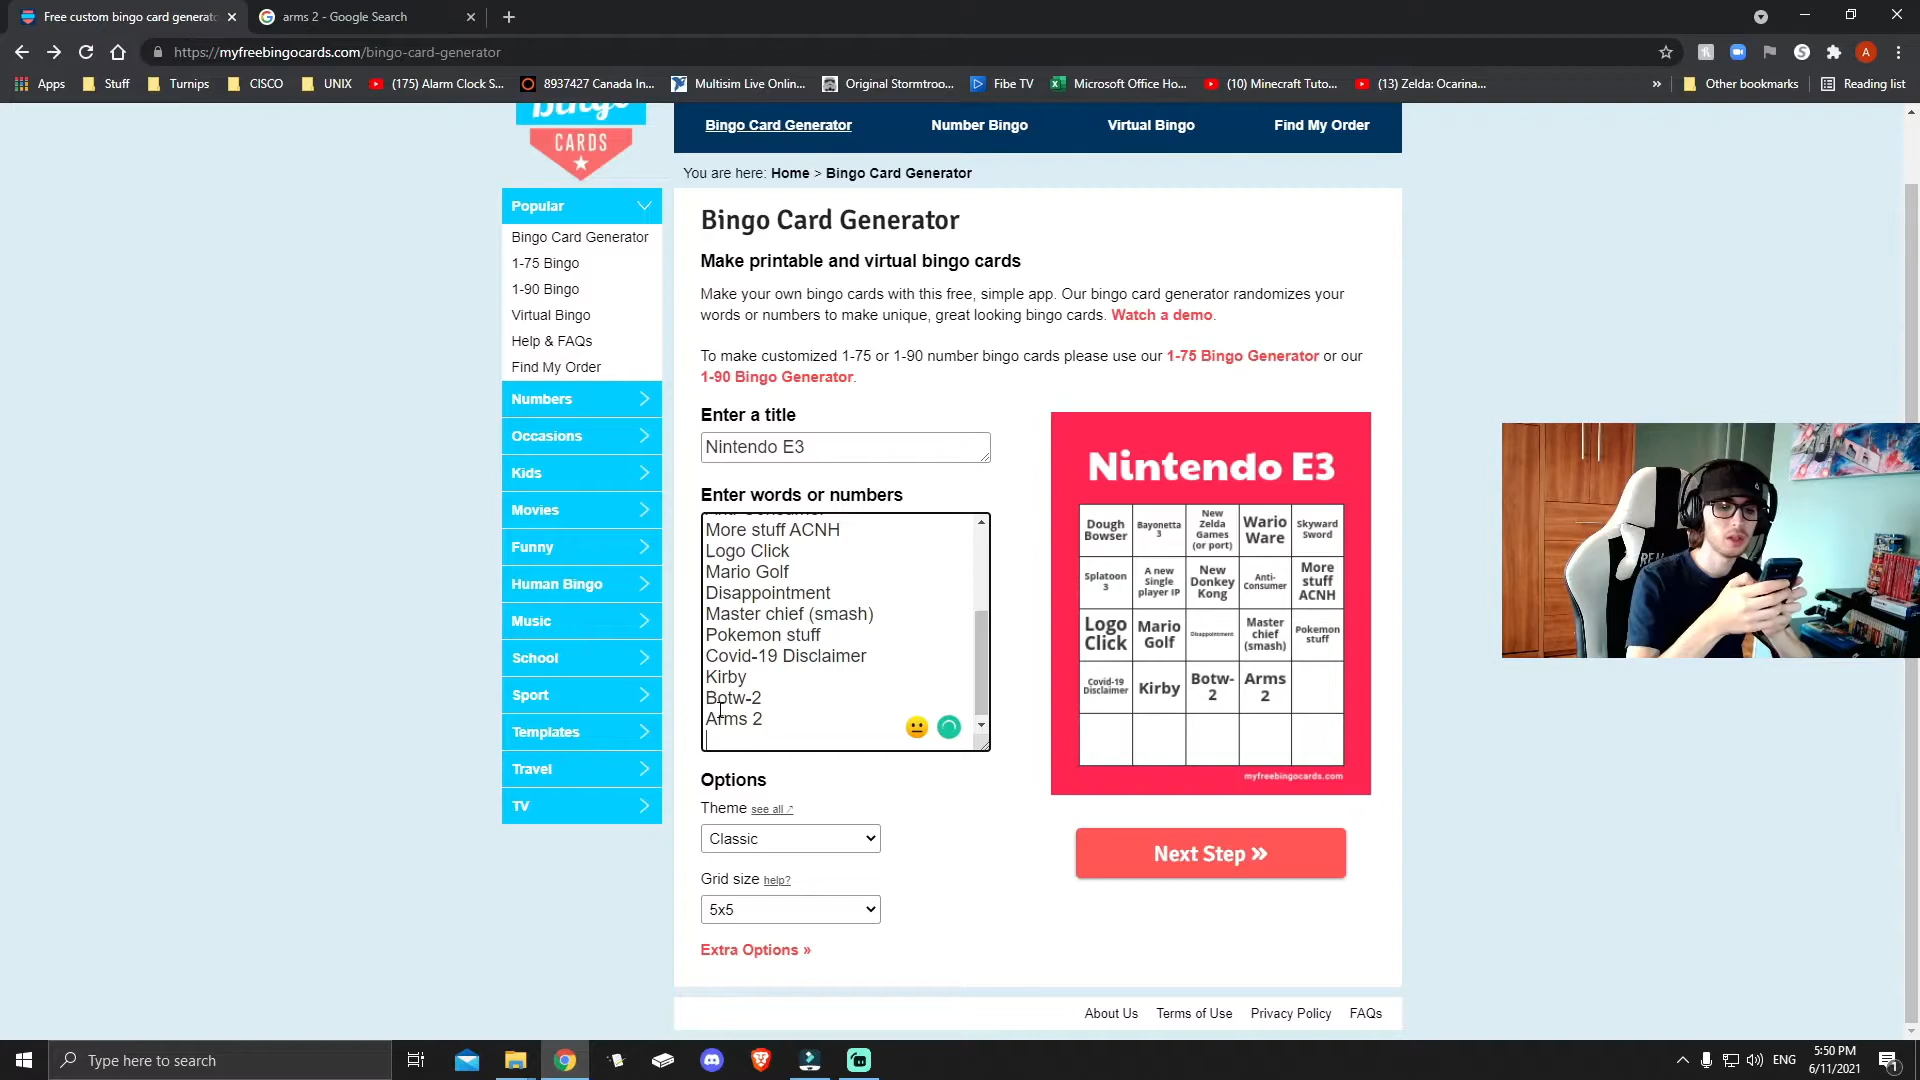 Free custom bingo card generato
arms 2 - Google Search
https://myfreebingocards.com/bingo-card-generator
A
Apps
Stuff
Turnips
CISCO
UNIX
(175) Alarm Clock S...
8937427 Canada In...
Multisim Live Onlin...
Original Stormtroo...
Fibe TV
Microsoft Office Ho...
(10) Minecraft Tuto...
(13) Zelda: Ocarina...
»
Other bookmarks
Reading list
Bingo
CARDS
Bingo Card Generator
Number Bingo
Virtual Bingo
Find My Order
You are here: Home > Bingo Card Generator
Popular
Bingo Card Generator
1-75 Bingo
1-90 Bingo
Virtual Bingo
Help & FAQs
Find My Order
Numbers
Occasions
Kids
Movies
Funny
Human Bingo
Music
School
Sport
Templates
Travel
TV
Bingo Card Generator
Make printable and virtual bingo cards
Make your own bingo cards with this free, simple app. Our bingo card generator randomizes your
words or numbers to make unique, great looking bingo cards. Watch a demo.
To make customized 1-75 or 1-90 number bingo cards please use our 1-75 Bingo Generator or our
1-90 Bingo Generator.
Enter a title
Nintendo E3
Enter words or numbers
Anti-Consumer
More stuff ACNH
Logo Click
Mario Golf
Disappointment
Master chief (smash)
Pokemon stuff
Covid-19 Disclaimer
Kirby
Botw-2
Arms 2
Options
Theme see all
Classic
Grid size help?
5x5
Extra Options »
Nintendo E3
Dough Bowser
Bayonetta 3
New Zelda Games (or port)
Wario Ware
Skyward Sword
Splatoon 3
A new Single player IP
New Donkey Kong
Anti-Consumer
More stuff ACNH
Logo Click
Mario Golf
Disappointment
Master chief (smash)
Pokemon stuff
Covid-19 Disclaimer
Kirby
Botw-2
Arms 2
myfreebingocards.com
Next Step »
About Us
Terms of Use
Privacy Policy
FAQs
Type here to search
ENG
5:50 PM
6/11/2021
1